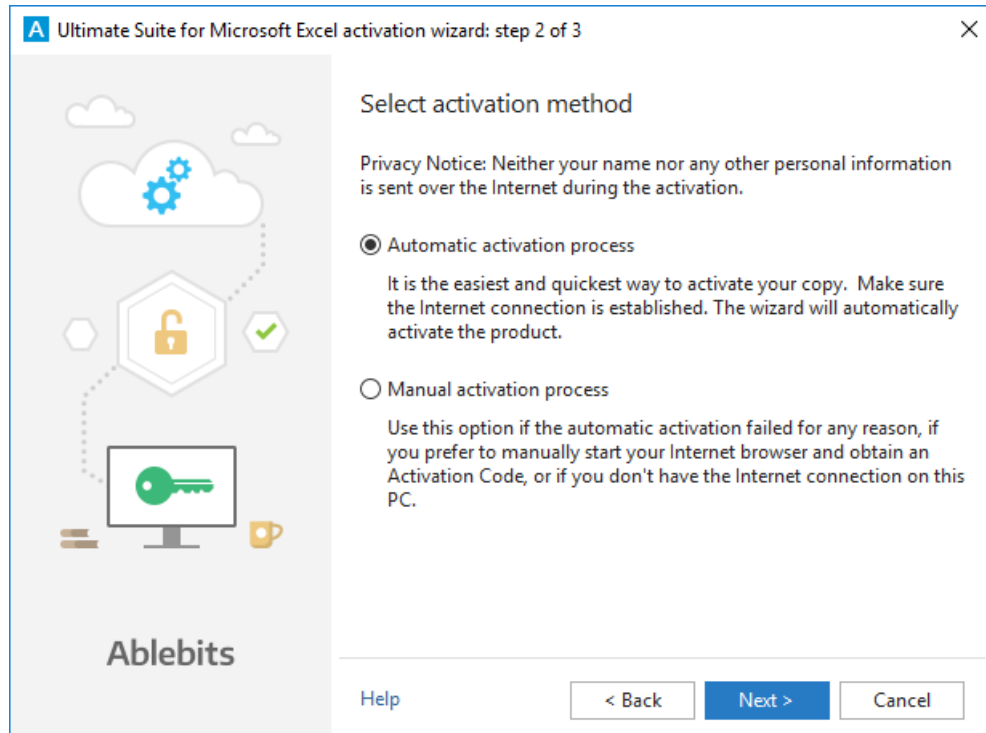 Ultimate Suite for Microsoft Excel activation wizard: step 2 of 3
Select activation method
Privacy Notice: Neither your name nor any other personal information
is sent over the Internet during the activation.
Automatic activation process
It is the easiest and quickest way to activate your copy.  Make sure
the Internet connection is established. The wizard will automatically
activate the product.
Manual activation process
Use this option if the automatic activation failed for any reason, if
you prefer to manually start your Internet browser and obtain an
Activation Code, or if you don't have the Internet connection on this
PC.
Ablebits
Help
< Back
Next >
Cancel